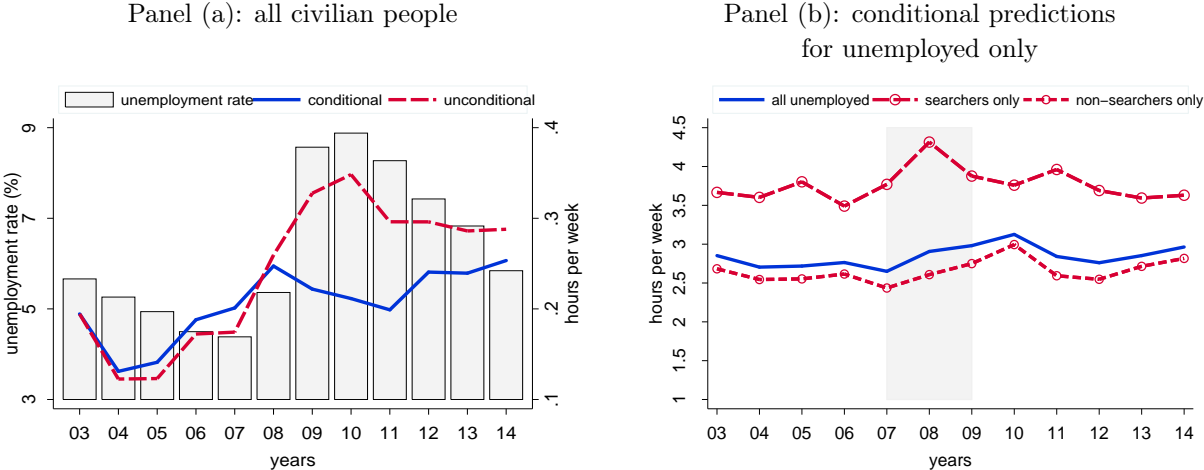 Panel (a): all civilian people
unemployment rate conditional unconditional
unemployment rate (%)
9
7
5
3
.4
.3
.2
.1
hours per week
03 04 05 06 07 08 09 10 11 12 13 14
years
Panel (b): conditional predictions
for unemployed only
all unemployed searchers only non−searchers only
hours per week
4.5
4
3.5
3
2.5
2
1.5
1
03 04 05 06 07 08 09 10 11 12 13 14
years